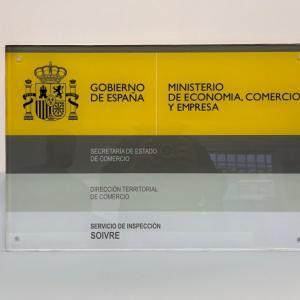 GOBIERNO
DE ESPAÑA
MINISTERIO
DE ECONOMIA, COMERCIO
Y EMPRESA
SECRETARÍA DE ESTADO
DE COMERCIO
DIRECCIÓN TERRITORIAL
DE COMERCIO
SERVICIO DE INSPECCIÓN
SOIVRE